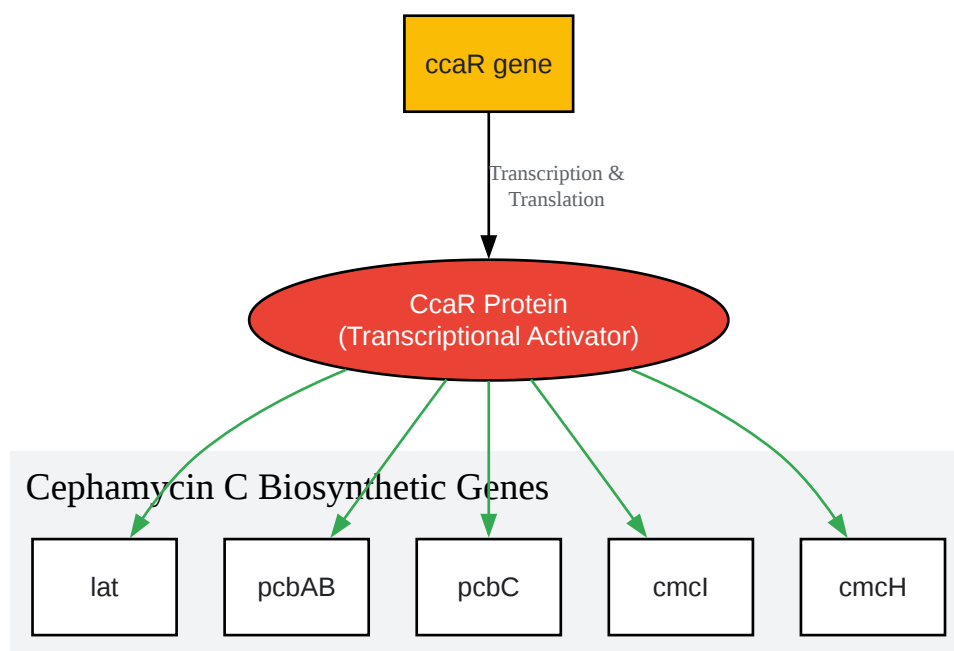 ccaR gene
Transcription &
Translation
CcaR Protein
(Transcriptional Activator)
Cephamycin C Biosynthetic Genes
lat
pcbAB
pcbC
cmcI
cmcH